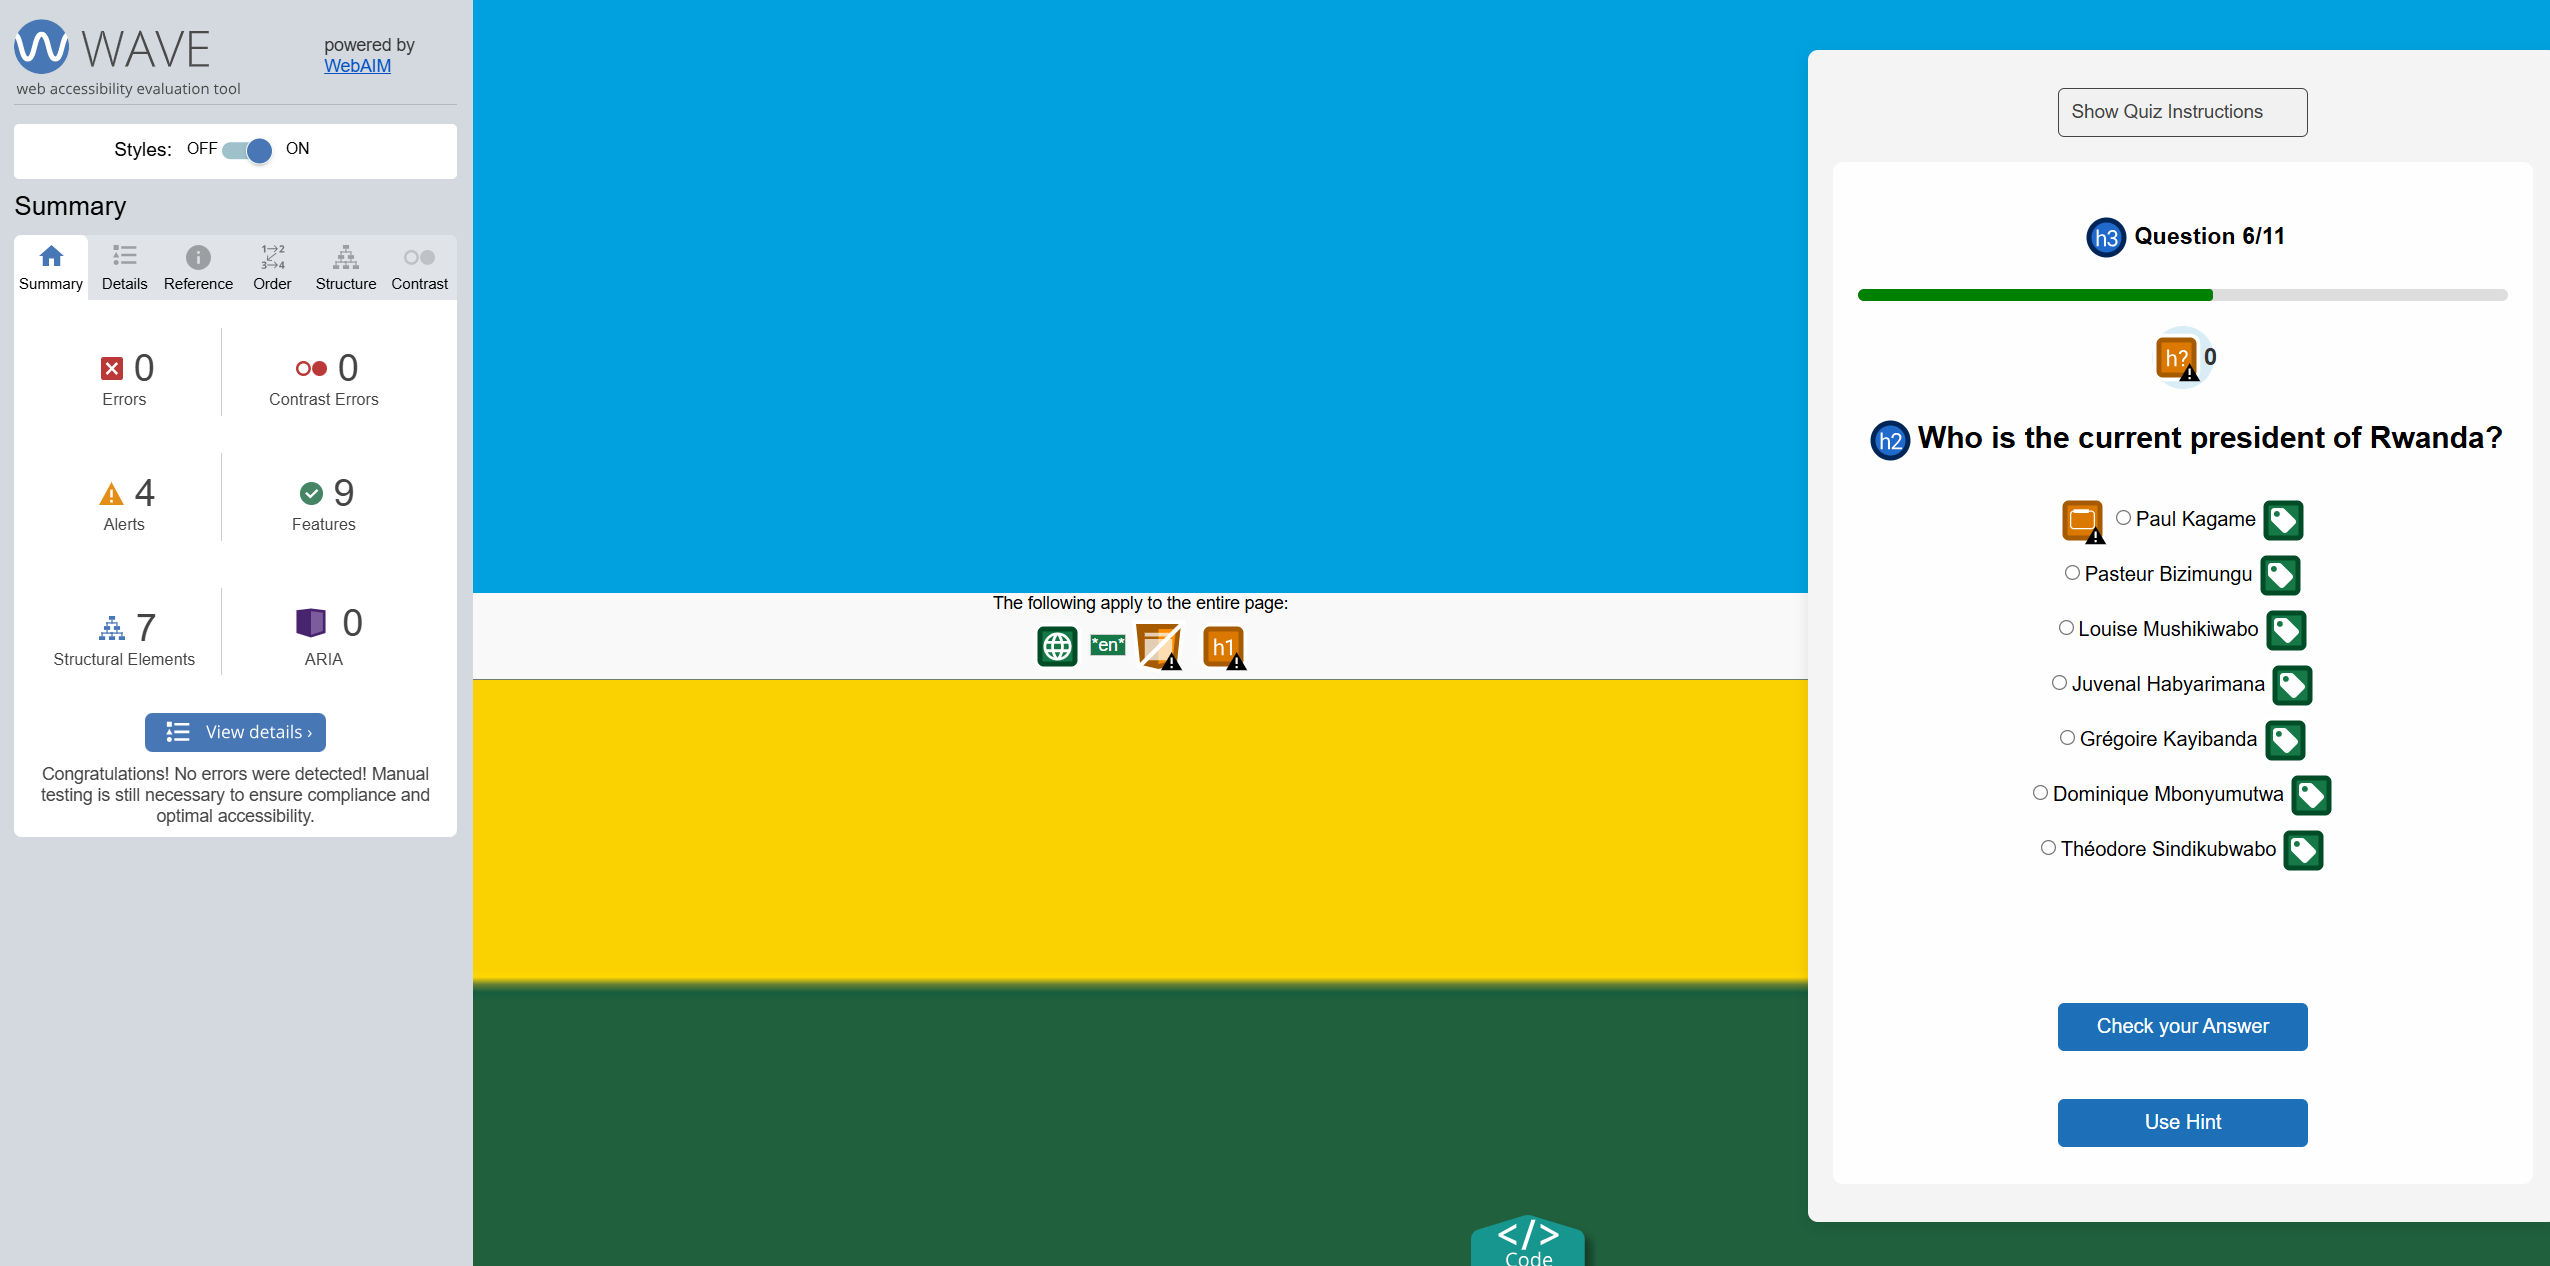 WAVE
powered by
WebAIM
web accessibility evaluation tool
Styles: OFF ON
Summary
Summary Details Reference Order Structure Contrast
0
Errors
0
Contrast Errors
4
Alerts
9
Features
7
Structural Elements
0
ARIA
View details ›
Congratulations! No errors were detected! Manual
testing is still necessary to ensure compliance and
optimal accessibility.
The following apply to the entire page:
*en* h1
</> 
Code
Show Quiz Instructions
h3 Question 6/11
h? 0
h2 Who is the current president of Rwanda?
Paul Kagame
Pasteur Bizimungu
Louise Mushikiwabo
Juvenal Habyarimana
Grégoire Kayibanda
Dominique Mbonyumutwa
Théodore Sindikubwabo
Check your Answer
Use Hint